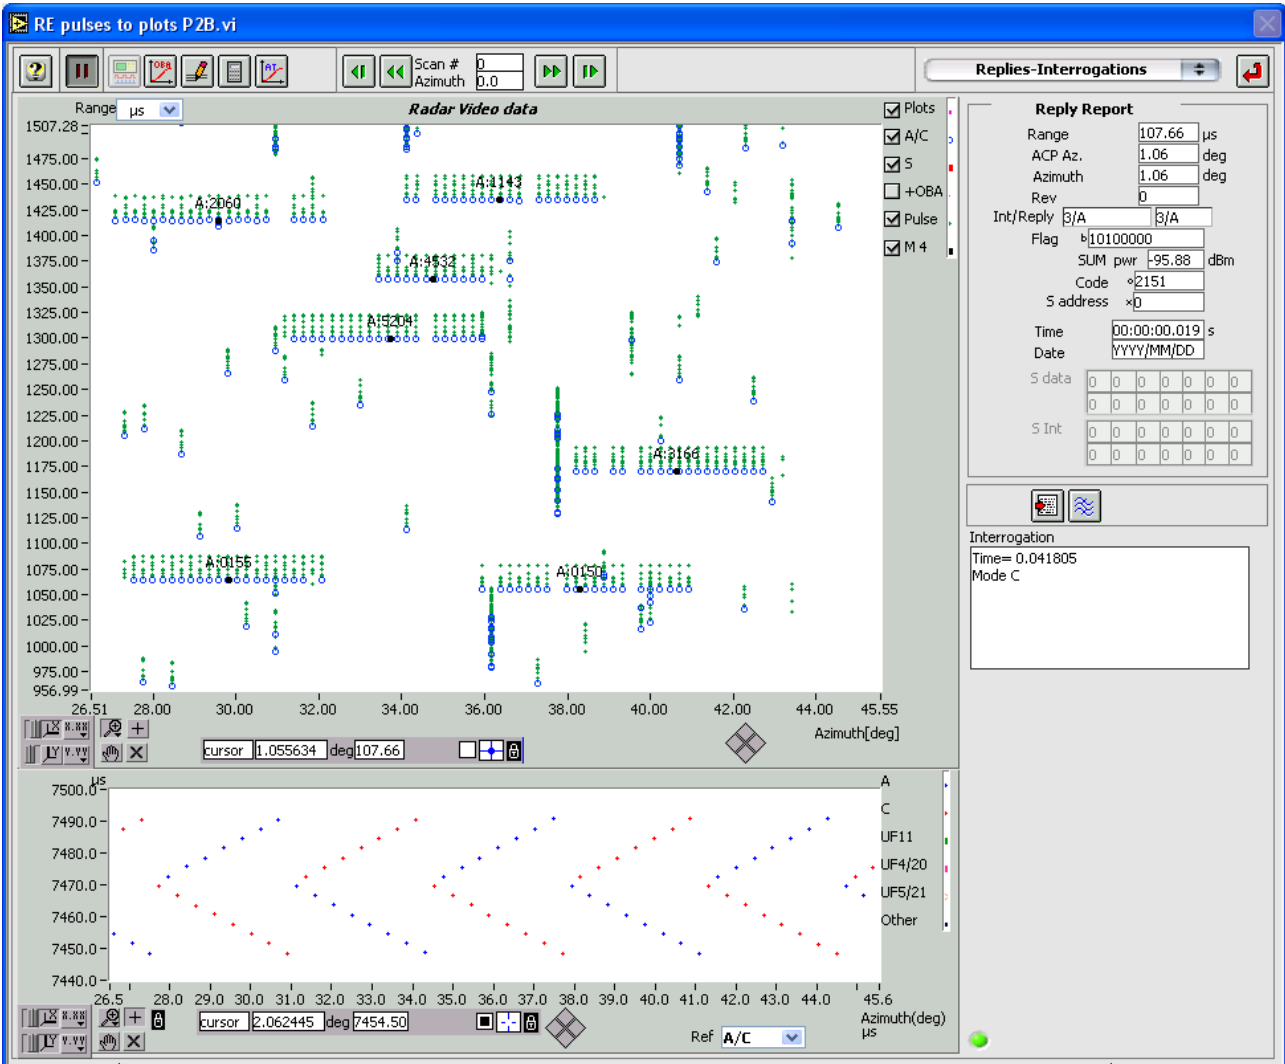 RE pulses to plots P2B.vi
Scan # 0
Azimuth 0.0
Replies-Interrogations
Range µs
Radar Video data
1507.28
1475.00
1450.00
1425.00
1400.00
1375.00
1350.00
1325.00
1300.00
1275.00
1250.00
1225.00
1200.00
1175.00
1150.00
1125.00
1100.00
1075.00
1050.00
1025.00
1000.00
975.00
956.99
A:1143
A:2060
A:4532
A:5204
A:3166
A:0155
A:0150
26.51 28.00 30.00 32.00 34.00 36.00 38.00 40.00 42.00 44.00 45.55
Azimuth[deg]
Plots
A/C
S
+OBA
Pulse
M 4
cursor 1.055634 deg 107.66
Reply Report
Range 107.66 µs
ACP Az. 1.06 deg
Azimuth 1.06 deg
Rev 0
Int/Reply 3/A 3/A
Flag b 10100000
SUM pwr -95.88 dBm
Code o 2151
S address x 0
Time 00:00:00.019 s
Date YYYY/MM/DD
S data 0 0 0 0 0 0 0
0 0 0 0 0 0 0
S Int 0 0 0 0 0 0 0
0 0 0 0 0 0 0
Interrogation
Time= 0.041805
Mode C
µs
7500.0
7490.0
7480.0
7470.0
7460.0
7450.0
7440.0
26.5 28.0 29.0 30.0 31.0 32.0 33.0 34.0 35.0 36.0 37.0 38.0 39.0 40.0 41.0 42.0 43.0 45.6
Azimuth(deg)
µs
A
C
UF11
UF4/20
UF5/21
Other
cursor 2.062445 deg 7454.50
Ref A/C